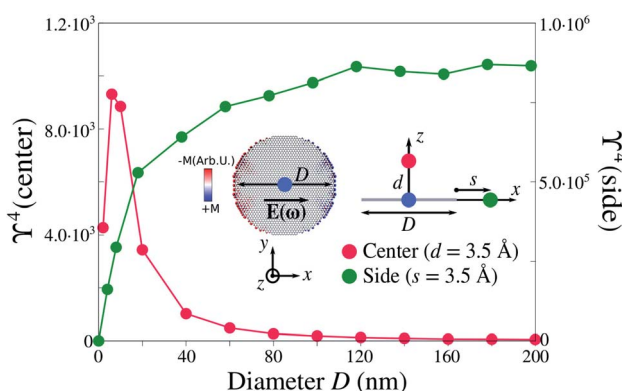 1.2·10³
8.0·10³
4.0·10³
0
ϒ⁴(center)
1.0·10⁶
5.0·10⁵
0
ϒ⁴(side)
-M(Arb.U.)
+M
D
E(ω)
y
z
x
z
d
s
x
D
Center (d = 3.5 Å)
Side (s = 3.5 Å)
0
40
80
120
160
200
Diameter D (nm)